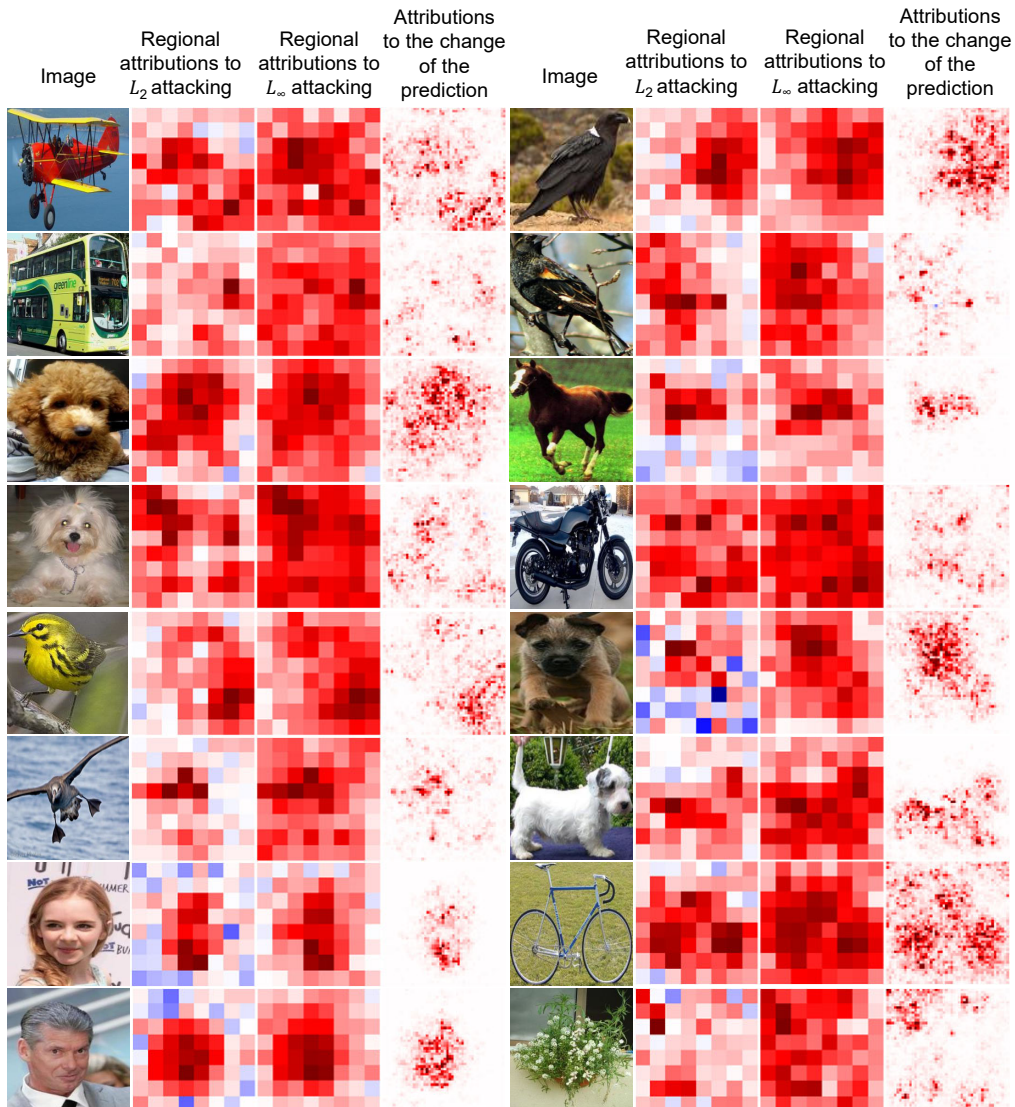 Image
Regional
attributions to
L₂ attacking
Regional
attributions to
L∞ attacking
Attributions
to the change
of the
prediction
Image
Regional
attributions to
L₂ attacking
Regional
attributions to
L∞ attacking
Attributions
to the change
of the
prediction
greenline
NOT